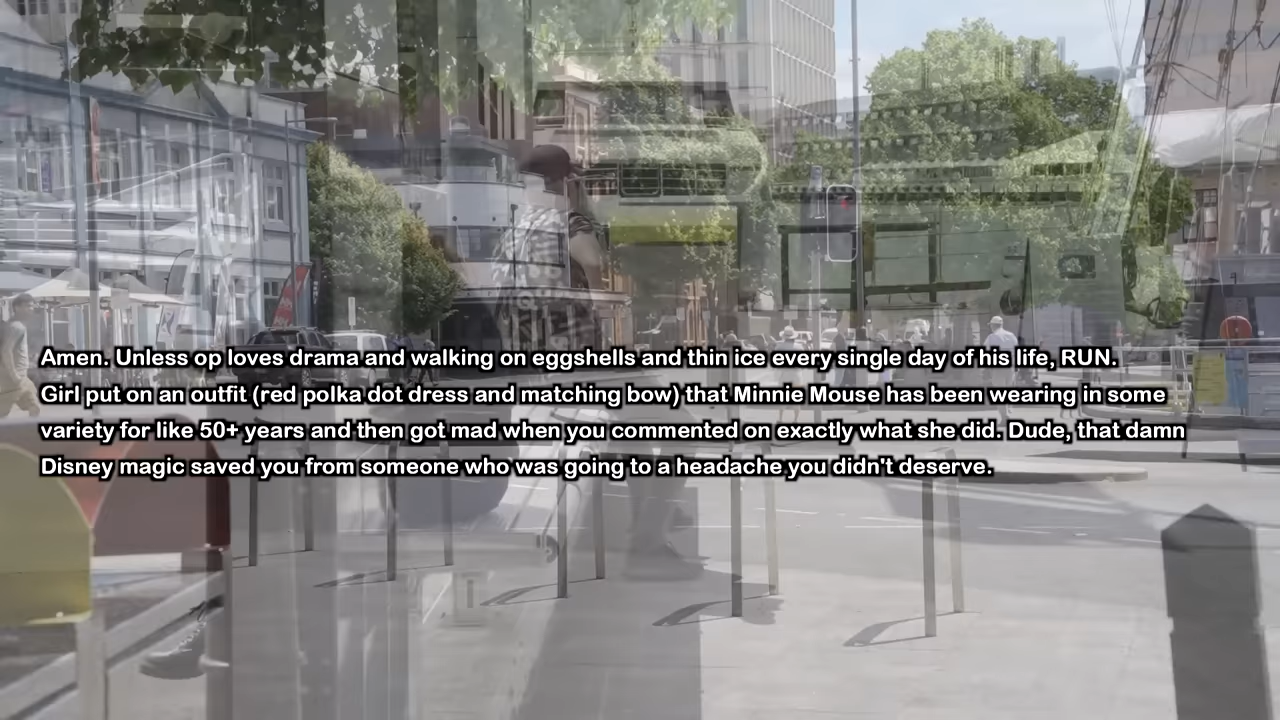 Amen. Unless op loves drama and walking on eggshells and thin ice every single day of his life, RUN.
Girl put on an outfit (red polka dot dress and matching bow) that Minnie Mouse has been wearing in some
variety for like 50+ years and then got mad when you commented on exactly what she did. Dude, that damn
Disney magic saved you from someone who was going to a headache you didn't deserve.